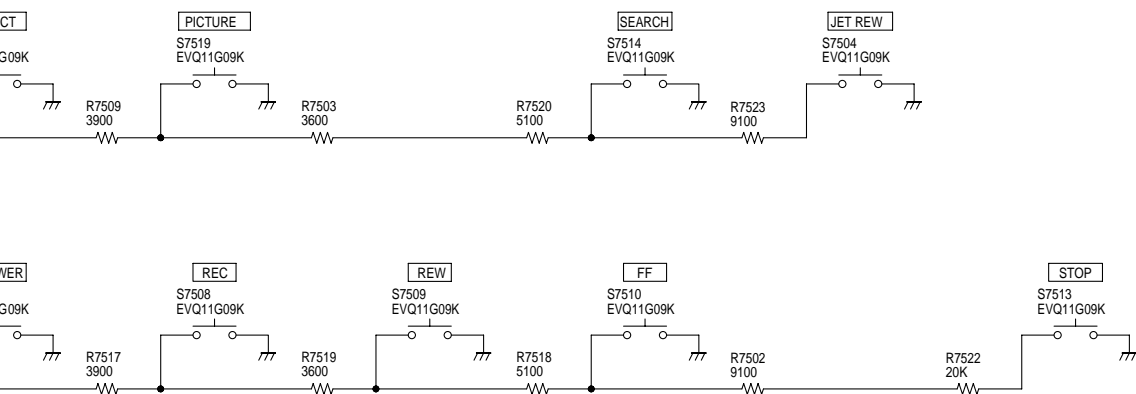 CT
PICTURE
SEARCH
JET REW
G09K
S7519
EVQ11G09K
S7514
EVQ11G09K
S7504
EVQ11G09K
R7509
3900
R7503
3600
R7520
5100
R7523
9100
WER
REC
REW
FF
STOP
G09K
S7508
EVQ11G09K
S7509
EVQ11G09K
S7510
EVQ11G09K
S7513
EVQ11G09K
R7517
3900
R7519
3600
R7518
5100
R7502
9100
R7522
20K